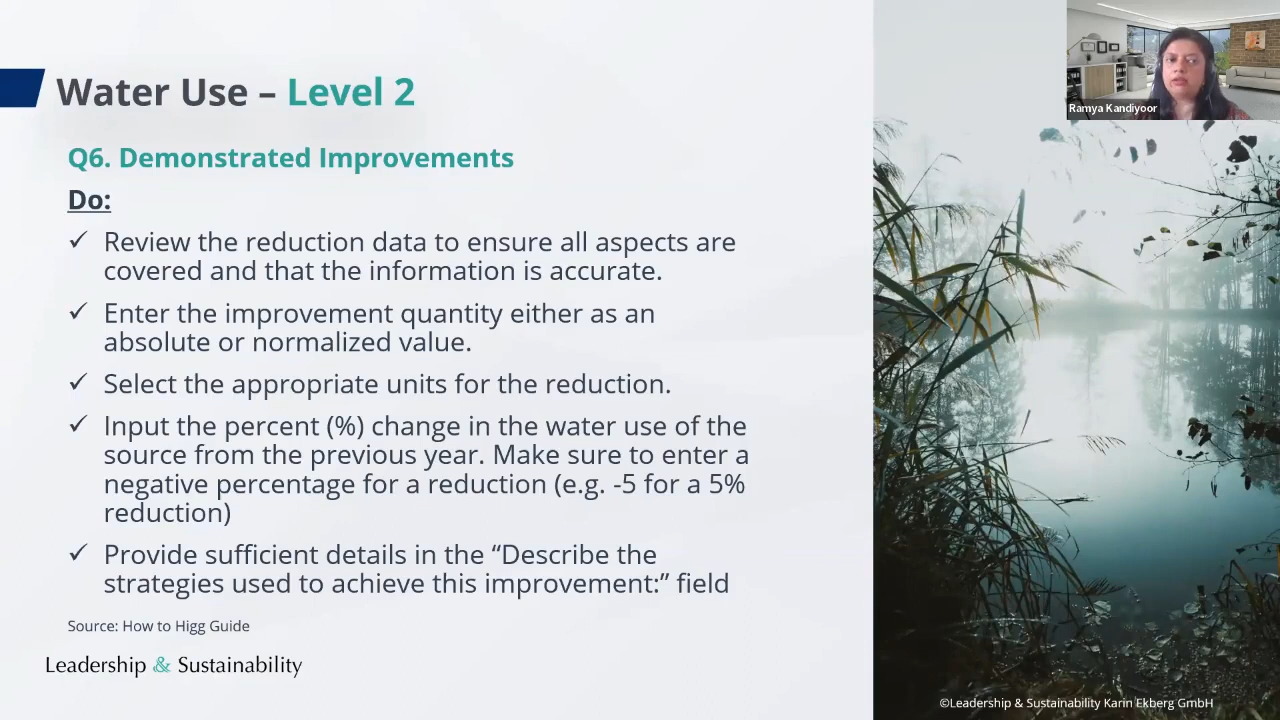 Water Use – Level 2
Ramya Kandiyoor
Q6. Demonstrated Improvements
Do:
✓ Review the reduction data to ensure all aspects are
covered and that the information is accurate.
✓ Enter the improvement quantity either as an
absolute or normalized value.
✓ Select the appropriate units for the reduction.
✓ Input the percent (%) change in the water use of the
source from the previous year. Make sure to enter a
negative percentage for a reduction (e.g. -5 for a 5%
reduction)
✓ Provide sufficient details in the “Describe the
strategies used to achieve this improvement:” field
Source: How to Higg Guide
Leadership & Sustainability
©Leadership & Sustainability Karin Ekberg GmbH